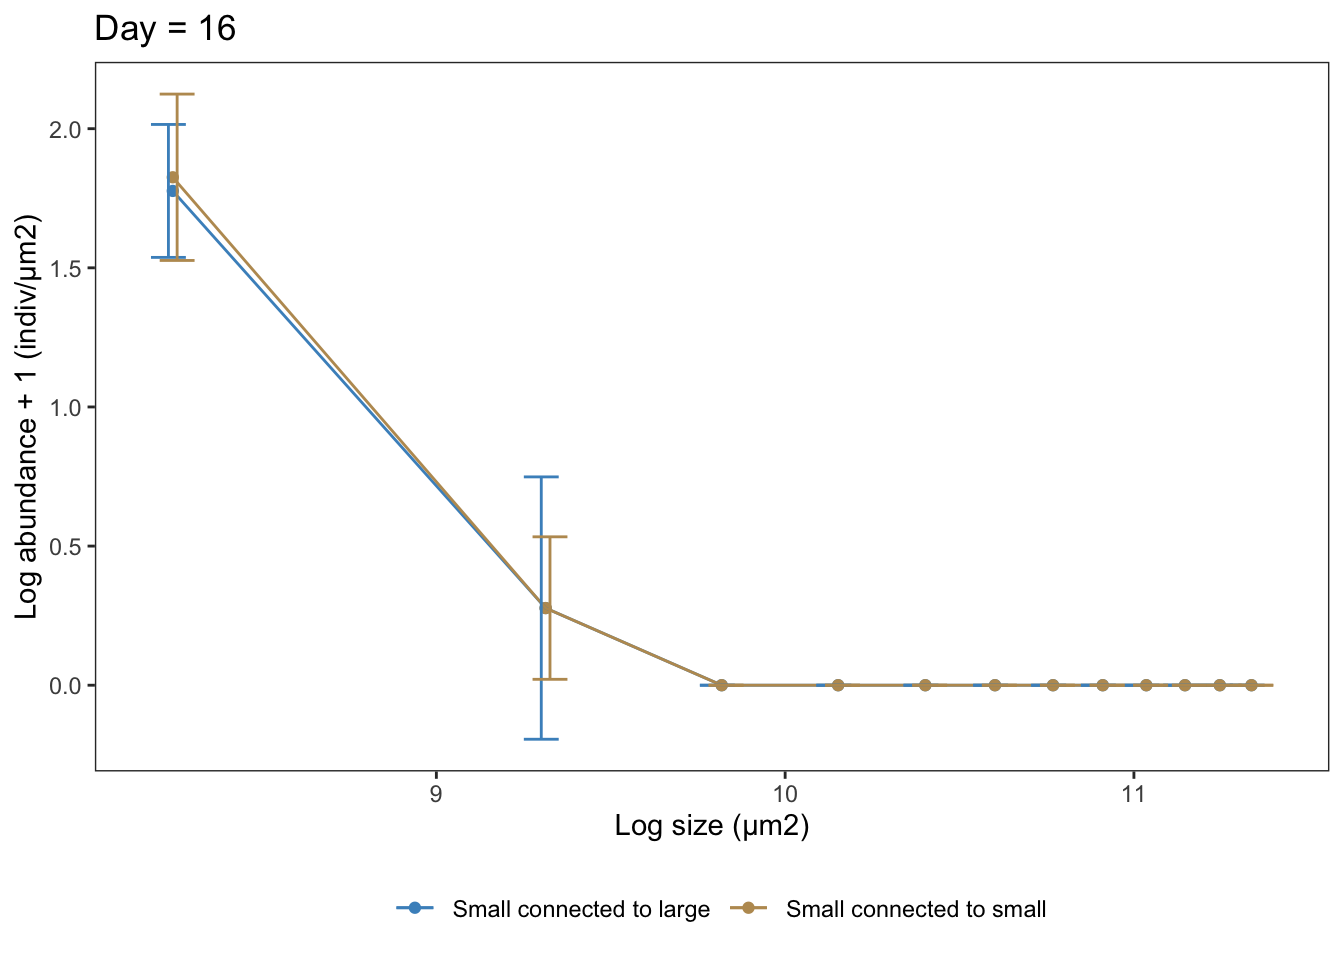 Day = 16
Log abundance + 1 (indiv/µm2)
2.0
1.5
1.0
0.5
0.0
9 10 11
Log size (µm2)
Small connected to large Small connected to small